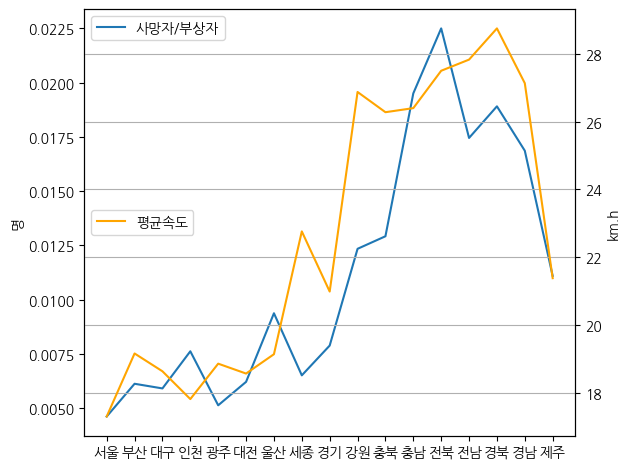 사망자/부상자
평균속도
명
km.h
0.0225
0.0200
0.0175
0.0150
0.0125
0.0100
0.0075
0.0050
28
26
24
22
20
18
서울 부산 대구 인천 광주 대전 울산 세종 경기 강원 충북 충남 전북 전남 경북 경남 제주